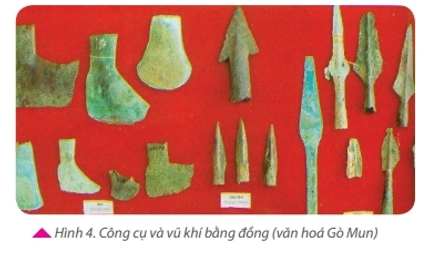 Hình 4. Công cụ và vũ khí bằng đồng (văn hoá Gò Mun)